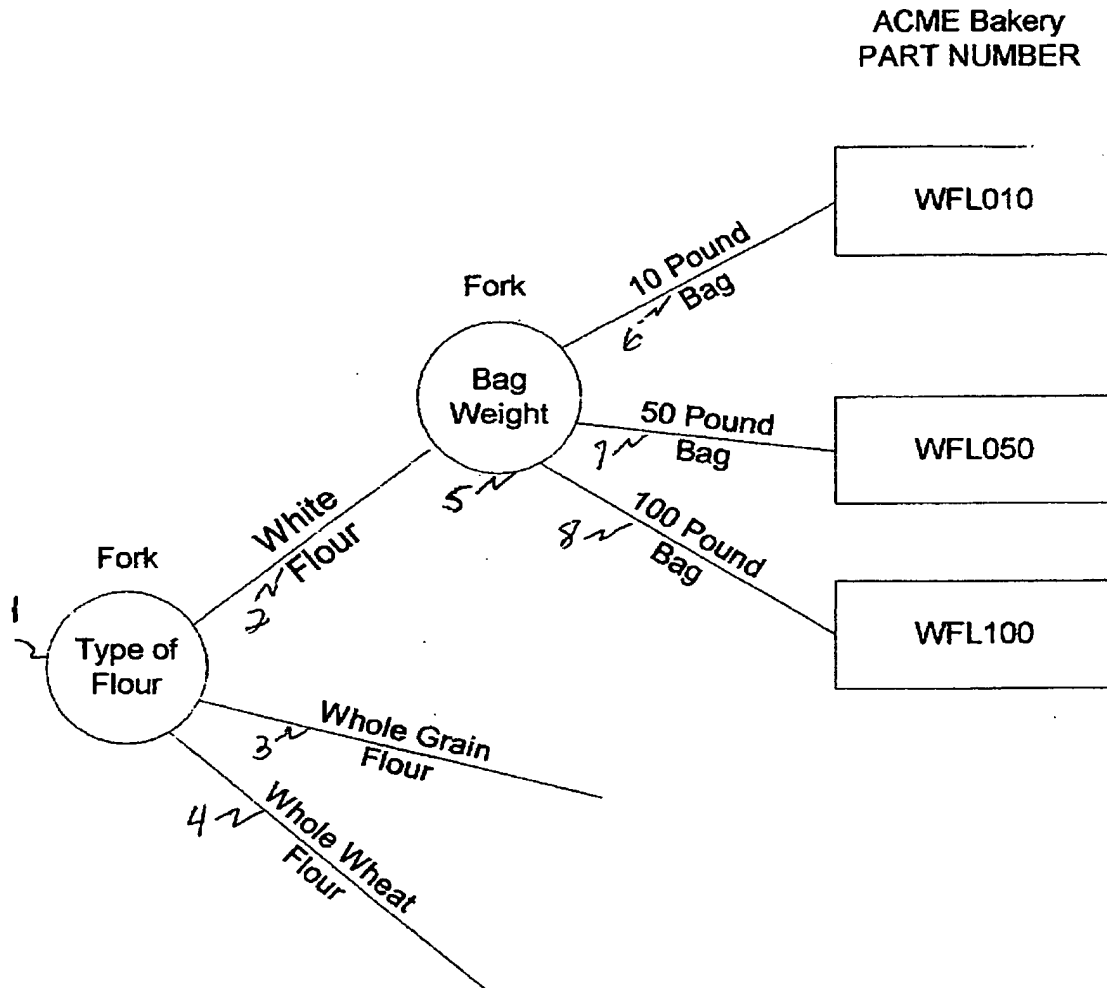 ACME Bakery
PART NUMBER
WFL010
10 Pound
Bag
6
Fork
Bag
Weight
50 Pound
Bag
7
WFL050
5
100 Pound
Bag
8
WFL100
White
Flour
2
Fork
1
Type of
Flour
Whole Grain
Flour
3
Whole Wheat
Flour
4